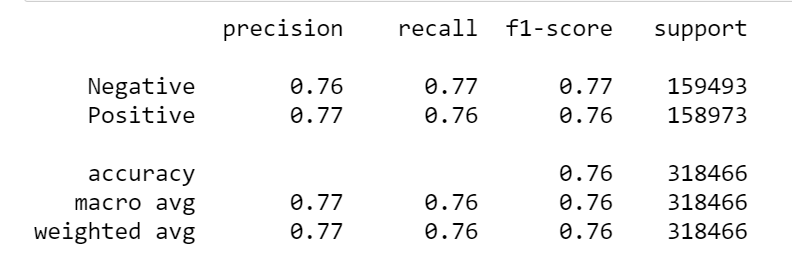 precision recall f1-score support
Negative 0.76 0.77 0.77 159493
Positive 0.77 0.76 0.76 158973
accuracy 0.76 318466
macro avg 0.77 0.76 0.76 318466
weighted avg 0.77 0.76 0.76 318466